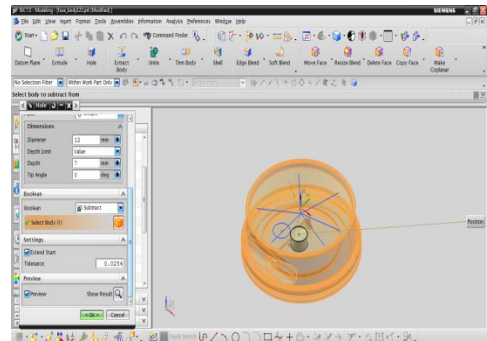 NX 7.5 - Modeling - [face_body121.prt (Modified)]
SIEMENS
File Edit View Insert Format Tools Assemblies Information Analysis Preferences Window Help
Start
Command Finder
Datum Plane Extrude Hole Extract Body Unite Trim Body Shell Edge Blend Soft Blend Move Face Resize Blend Delete Face Copy Face Make Coplanar
No Selection Filter Within Work Part Only
Select body to subtract from
Hole
Dimensions
Diameter 12 mm
Depth Limit Value
Depth 7 mm
Tip Angle 0 deg
Boolean
Boolean Subtract
Select Body (1)
Settings
Extend Start
Tolerance 0.0254
Preview
Preview Show Result
OK Cancel
Position
Finish Sketch